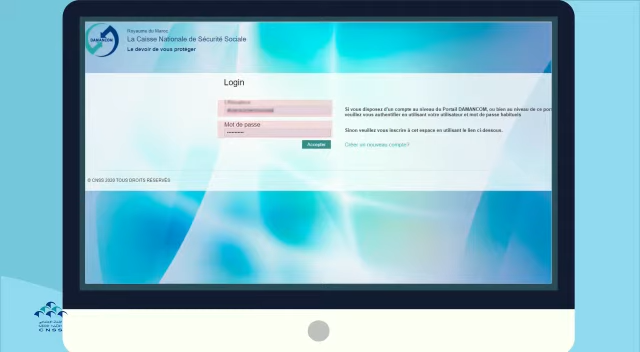 Royaume du Maroc
La Caisse Nationale de Sécurité Sociale
Le devoir de vous protéger
DAMANCOM
Login
Si vous disposez d'un compte au niveau du Portail DAMANCOM, ou bien au niveau de ce
veuillez vous authentifier en utilisant votre utilisateur et mot de passe habituels
Mot de passe
Sinon veuillez vous inscrire à cet espace en utilisant le lien ci-dessous.
Accepter
Créer un nouveau compte?
© CNSS 2020 TOUS DROITS RÉSERVÉS
CNSS